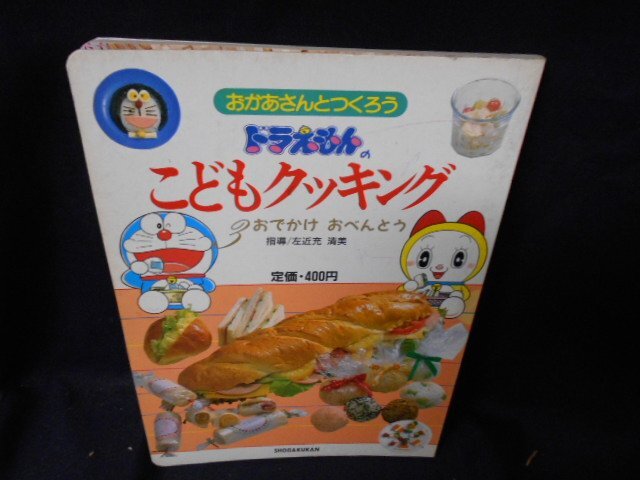 おかあさんとつくろう
ドラえもんの
こどもクッキング
おでかけ おべんとう
指導/左近充 清美
定価・400円
SHOGAKUKAN